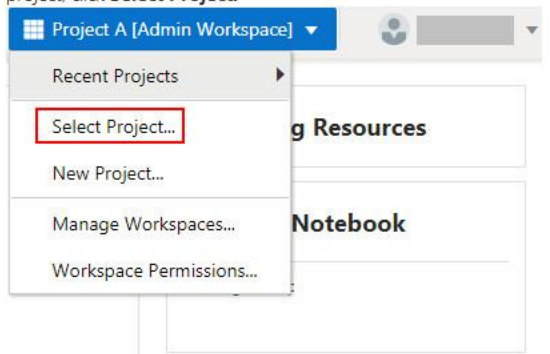 Project A [Admin Workspace]
Recent Projects
Select Project...
g Resources
New Project...
Manage Workspaces...
Notebook
Workspace Permissions...